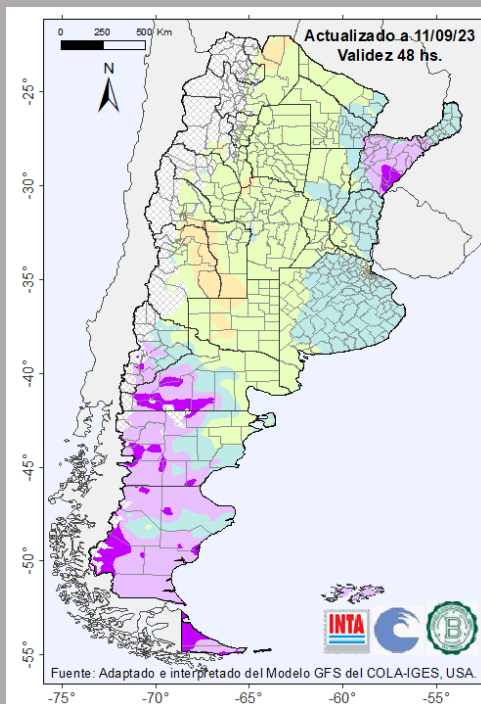 Actualizado a 11/09/23
Validez 48 hs.
0 250 500 Km
N
-25°
-30°
-35°
-40°
-45°
-50°
-55°
INTA
B
Fuente: Adaptado e interpretado del Modelo GFS del COLA-IGES, USA.
-75° -70° -65° -60° -55°